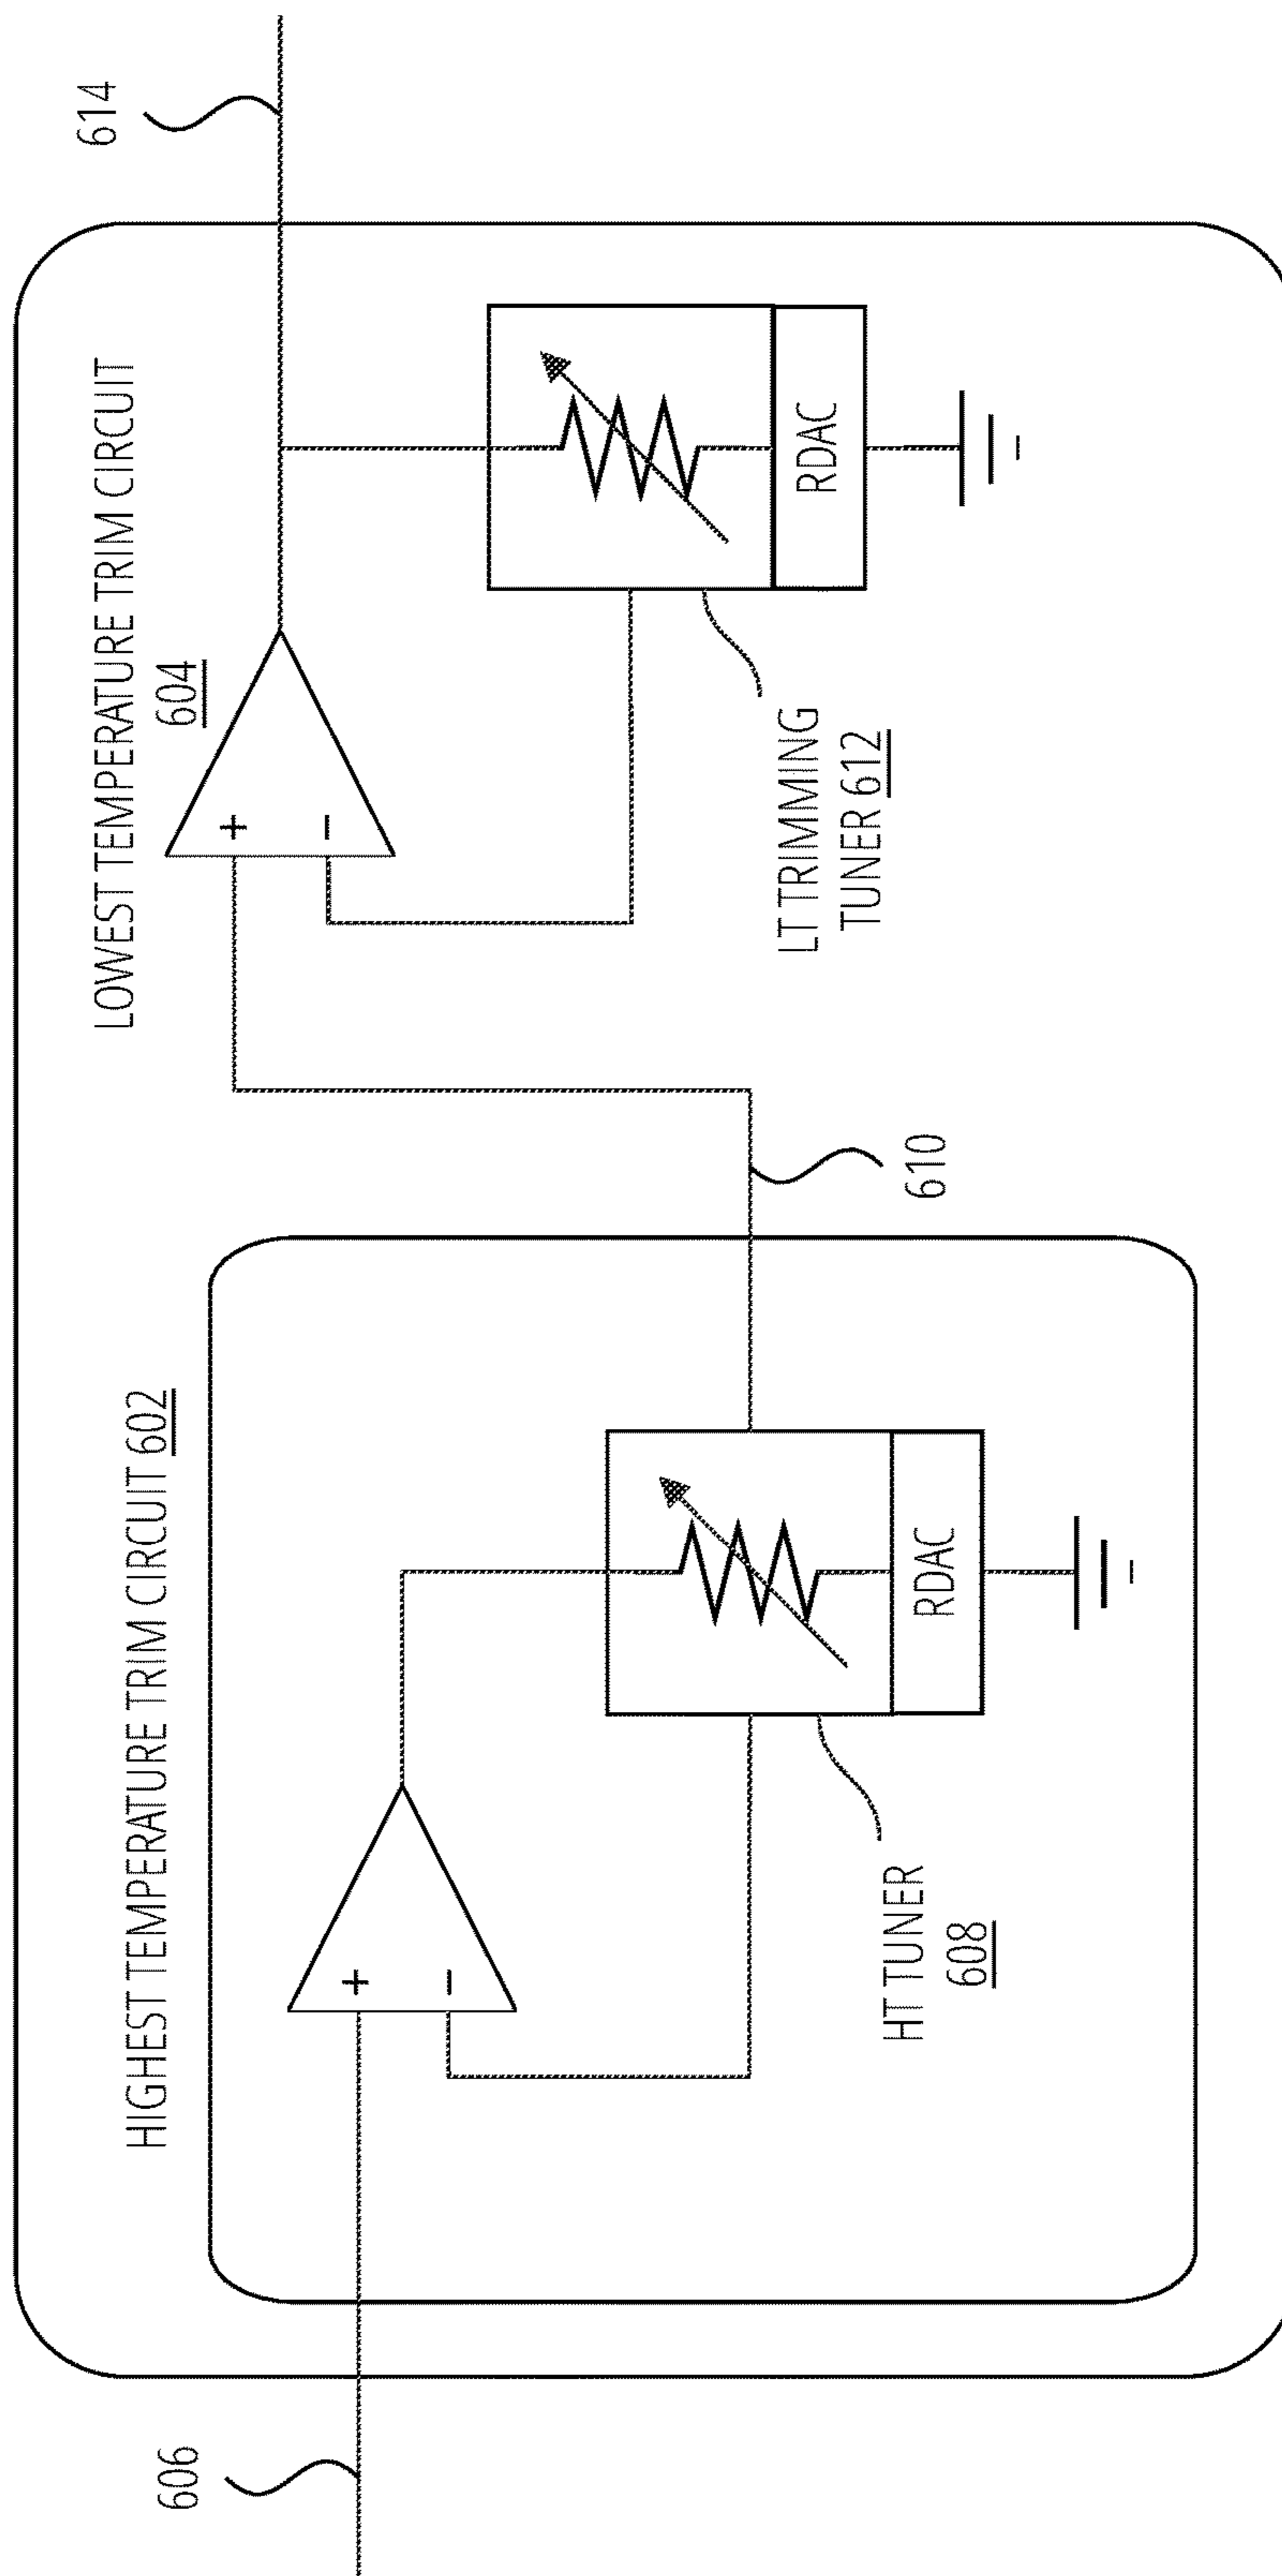 614
LOWEST TEMPERATURE TRIM CIRCUIT
604
+
−
RDAC
LT TRIMMING
TUNER 612
610
HIGHEST TEMPERATURE TRIM CIRCUIT 602
+
−
RDAC
HT TUNER
608
606